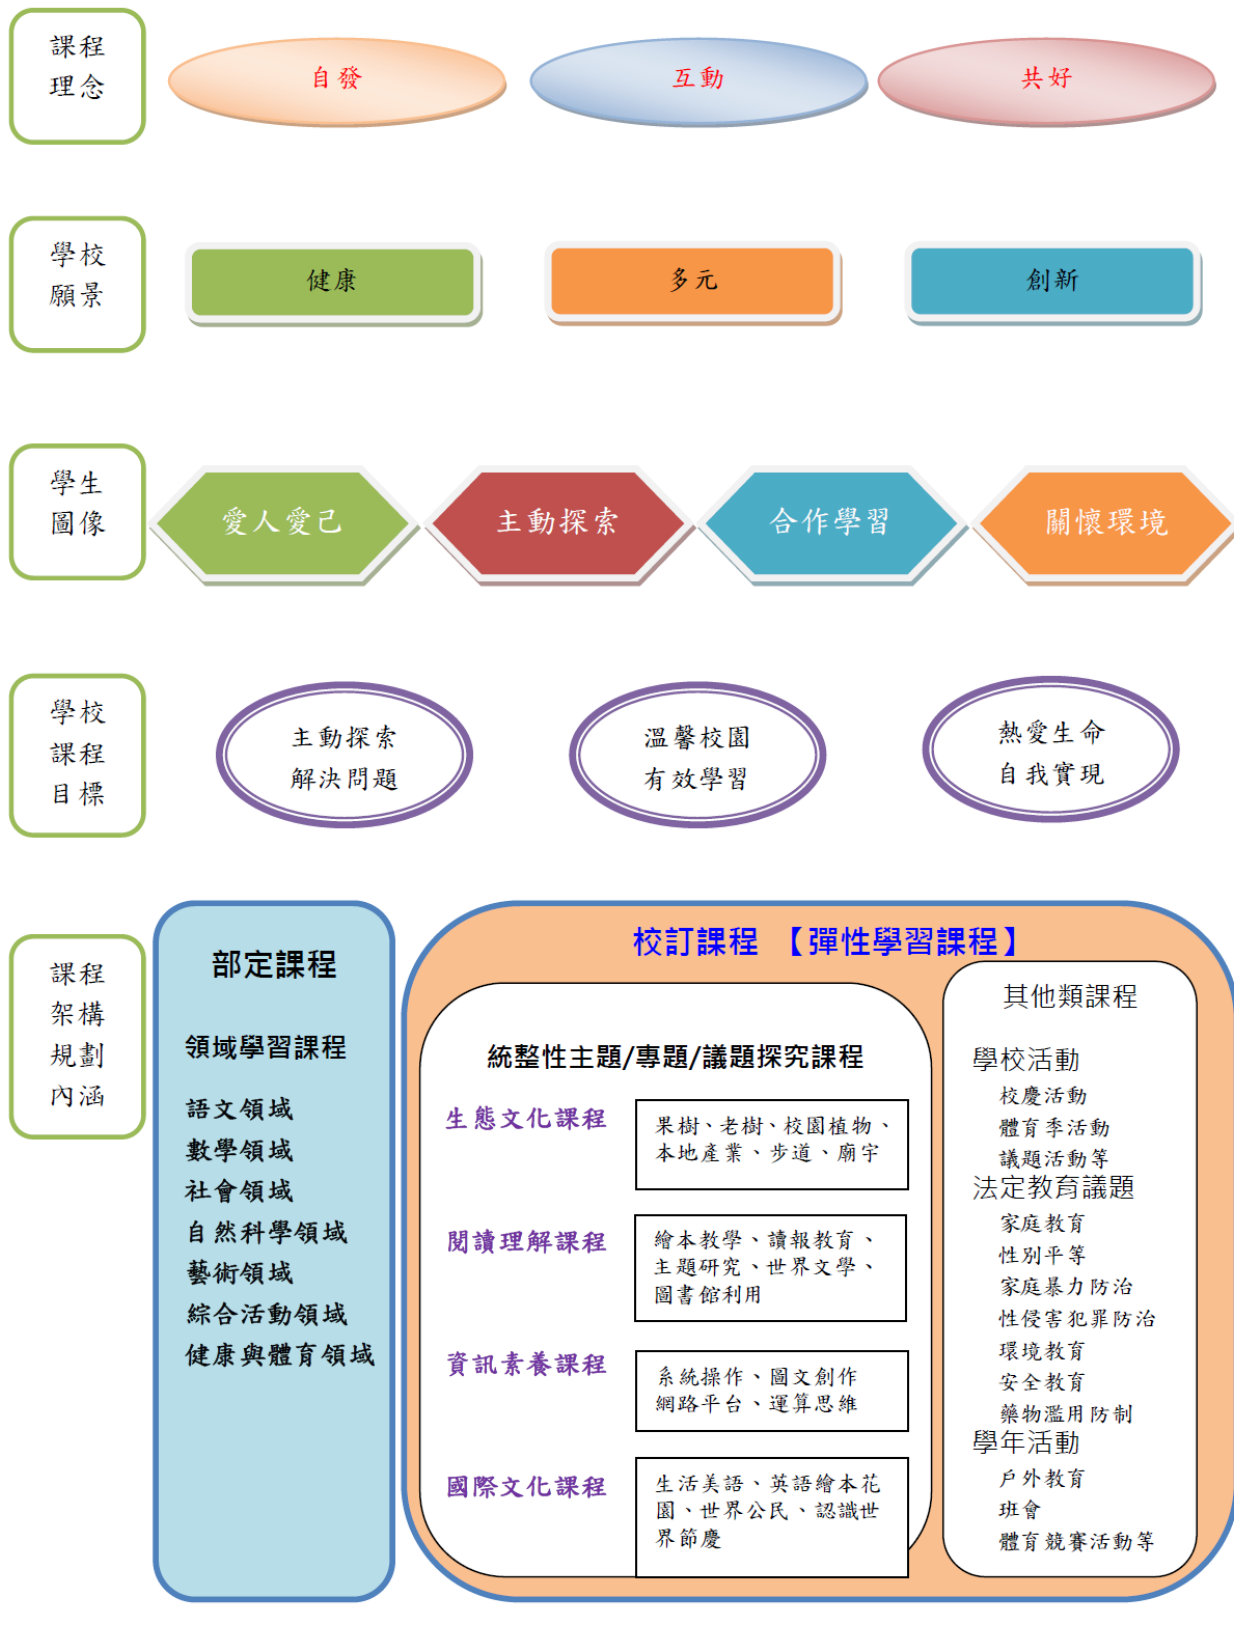 課程
理念
自發
互動
共好
學校
願景
健康
多元
創新
學生
圖像
愛人愛己
主動探索
合作學習
關懷環境
學校
課程
目標
主動探索
解決問題
溫馨校園
有效學習
熱愛生命
自我實現
課程
架構
規劃
內涵
部定課程
領域學習課程
語文領域
數學領域
社會領域
自然科學領域
藝術領域
綜合活動領域
健康與體育領域
校訂課程 【彈性學習課程】
統整性主題/專題/議題探究課程
生態文化課程
果樹、老樹、校園植物、
本地產業、步道、廟宇
閱讀理解課程
繪本教學、讀報教育、
主題研究、世界文學、
圖書館利用
資訊素養課程
系統操作、圖文創作
網路平台、運算思維
國際文化課程
生活美語、英語繪本花
園、世界公民、認識世
界節慶
其他類課程
學校活動
校慶活動
體育季活動
議題活動等
法定教育議題
家庭教育
性別平等
家庭暴力防治
性侵害犯罪防治
環境教育
安全教育
藥物濫用防制
學年活動
戶外教育
班會
體育競賽活動等